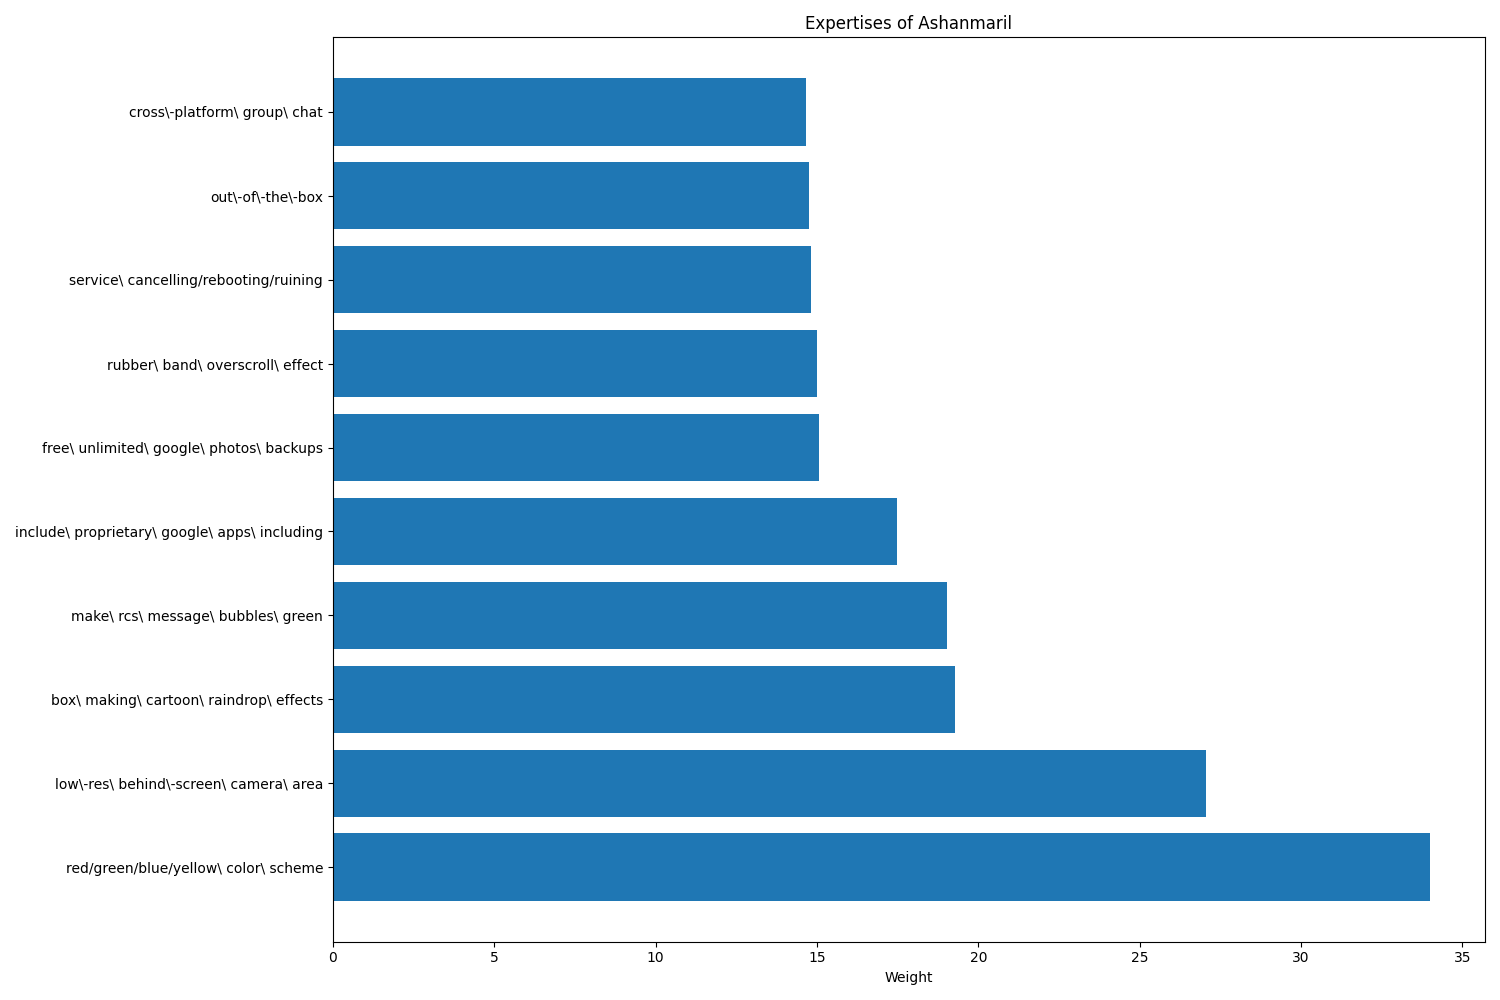 Expertises of Ashanmaril
cross\-platform\ group\ chat
out\-of\-the\-box
service\ cancelling/rebooting/ruining
rubber\ band\ overscroll\ effect
free\ unlimited\ google\ photos\ backups
include\ proprietary\ google\ apps\ including
make\ rcs\ message\ bubbles\ green
box\ making\ cartoon\ raindrop\ effects
low\-res\ behind\-screen\ camera\ area
red/green/blue/yellow\ color\ scheme
0 5 10 15 20 25 30 35
Weight